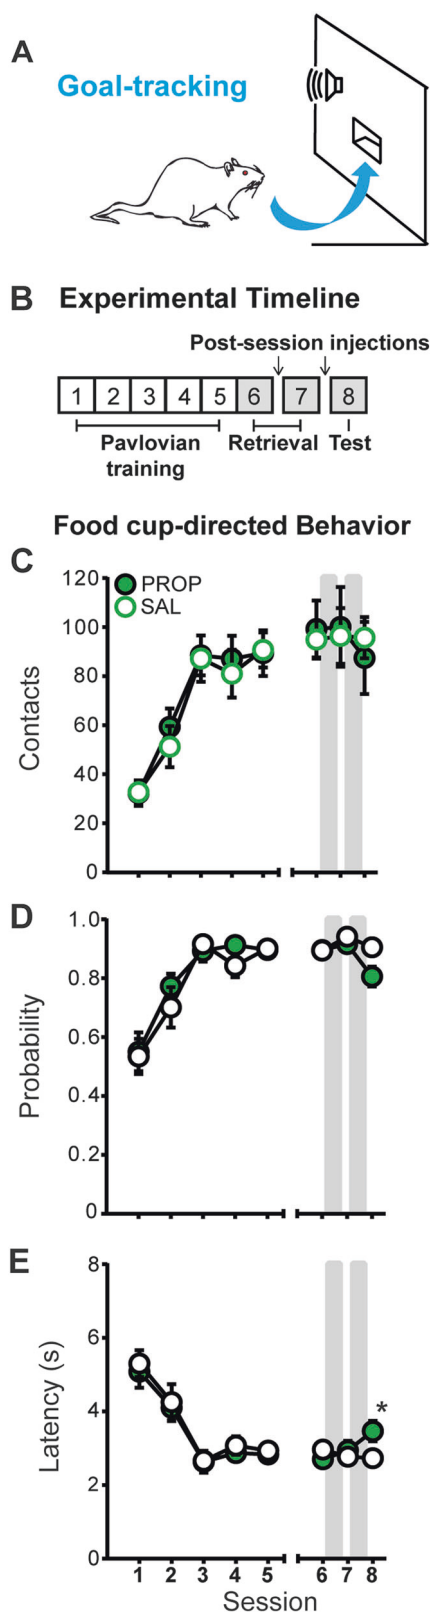 A
Goal-tracking
B Experimental Timeline
Post-session injections
1 2 3 4 5 6 7 8
Pavlovian training
Retrieval
Test
Food cup-directed Behavior
C
120
100
80
60
40
20
0
Contacts
PROP
SAL
D
1.0
0.8
0.6
0.4
0.2
0
Probability
E
8
6
4
2
0
Latency (s)
*
1 2 3 4 5 6 7 8
Session